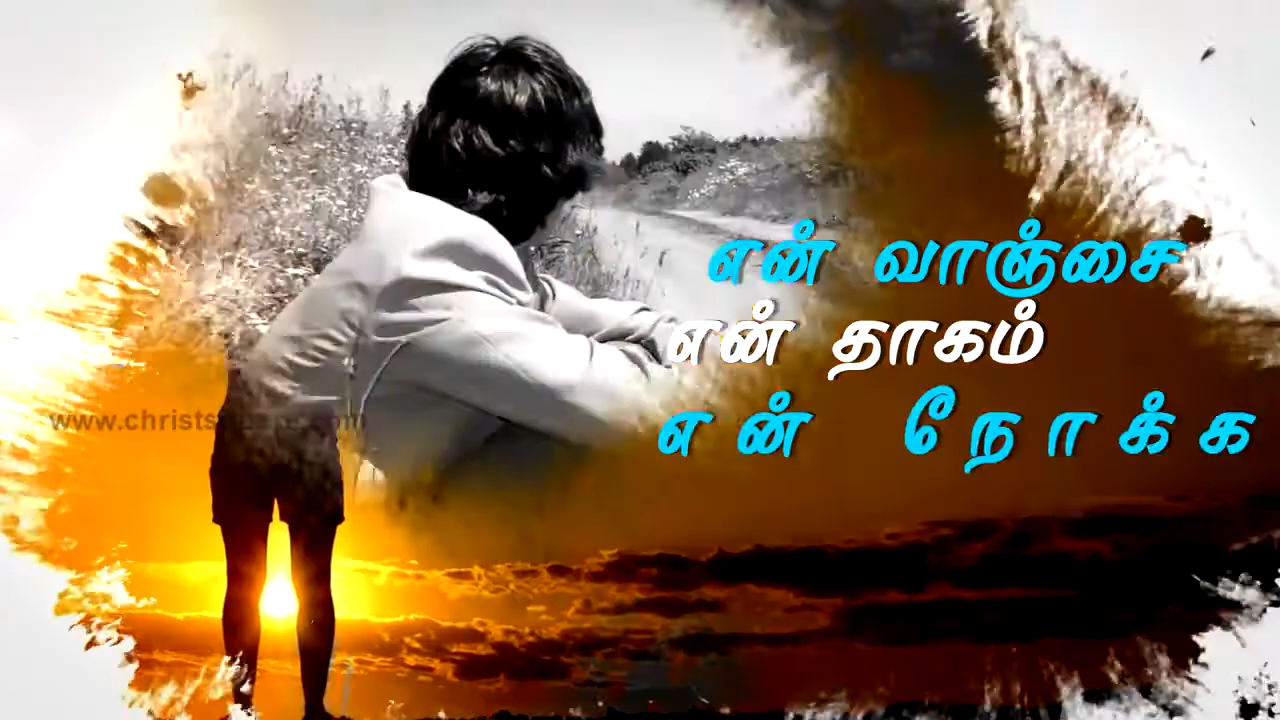 என் வாஞ்சை
என் தாகம்
என் நோக்க